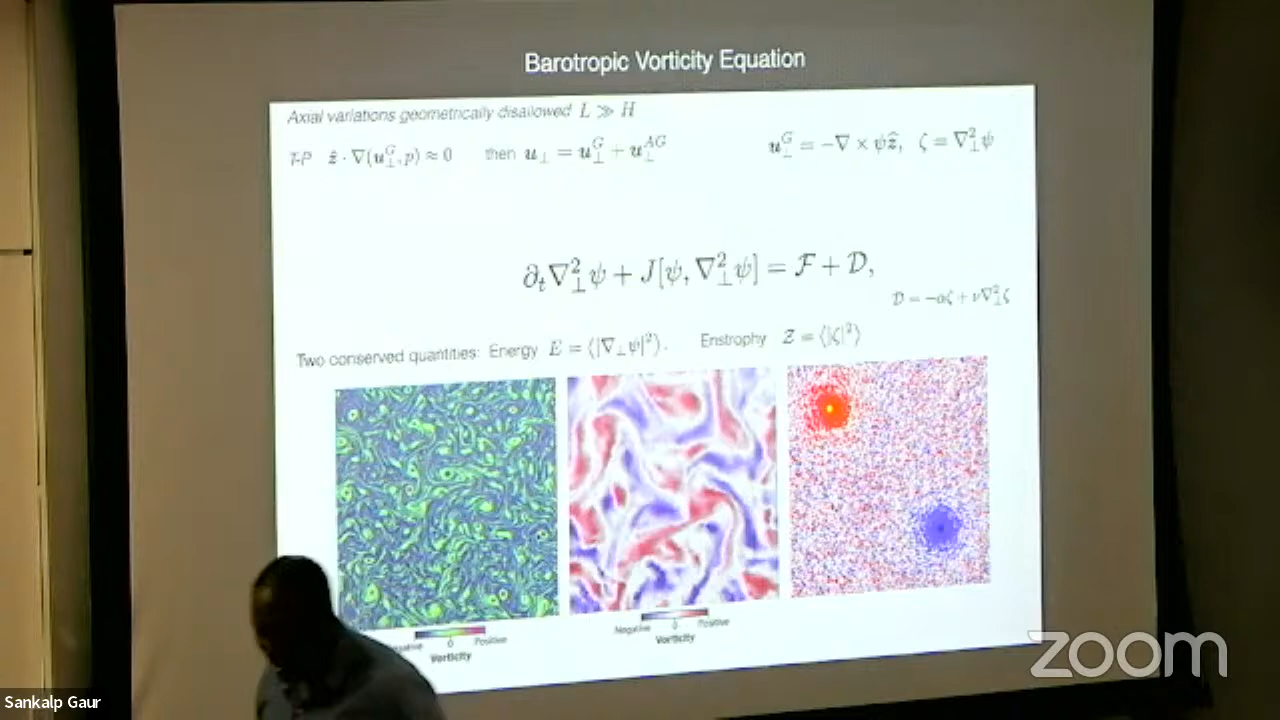 Barotropic Vorticity Equation
Axial variations geometrically disallowed L ≫ H
T-P ẑ · ∇(u⊥^G, p) ≈ 0 then u⊥ = u⊥^G + u⊥^AG u⊥^G = −∇ × ψẑ, ζ = ∇⊥²ψ
∂t∇⊥²ψ + J[ψ, ∇⊥²ψ] = F + D,
D = −αζ + ν∇⊥²ζ
Two conserved quantities: Energy E = ⟨|∇⊥ψ|²⟩. Enstrophy Z = ⟨|ζ|²⟩
0 Positive
Vorticity
Negative 0 Positive
Vorticity
zoom
Sankalp Gaur